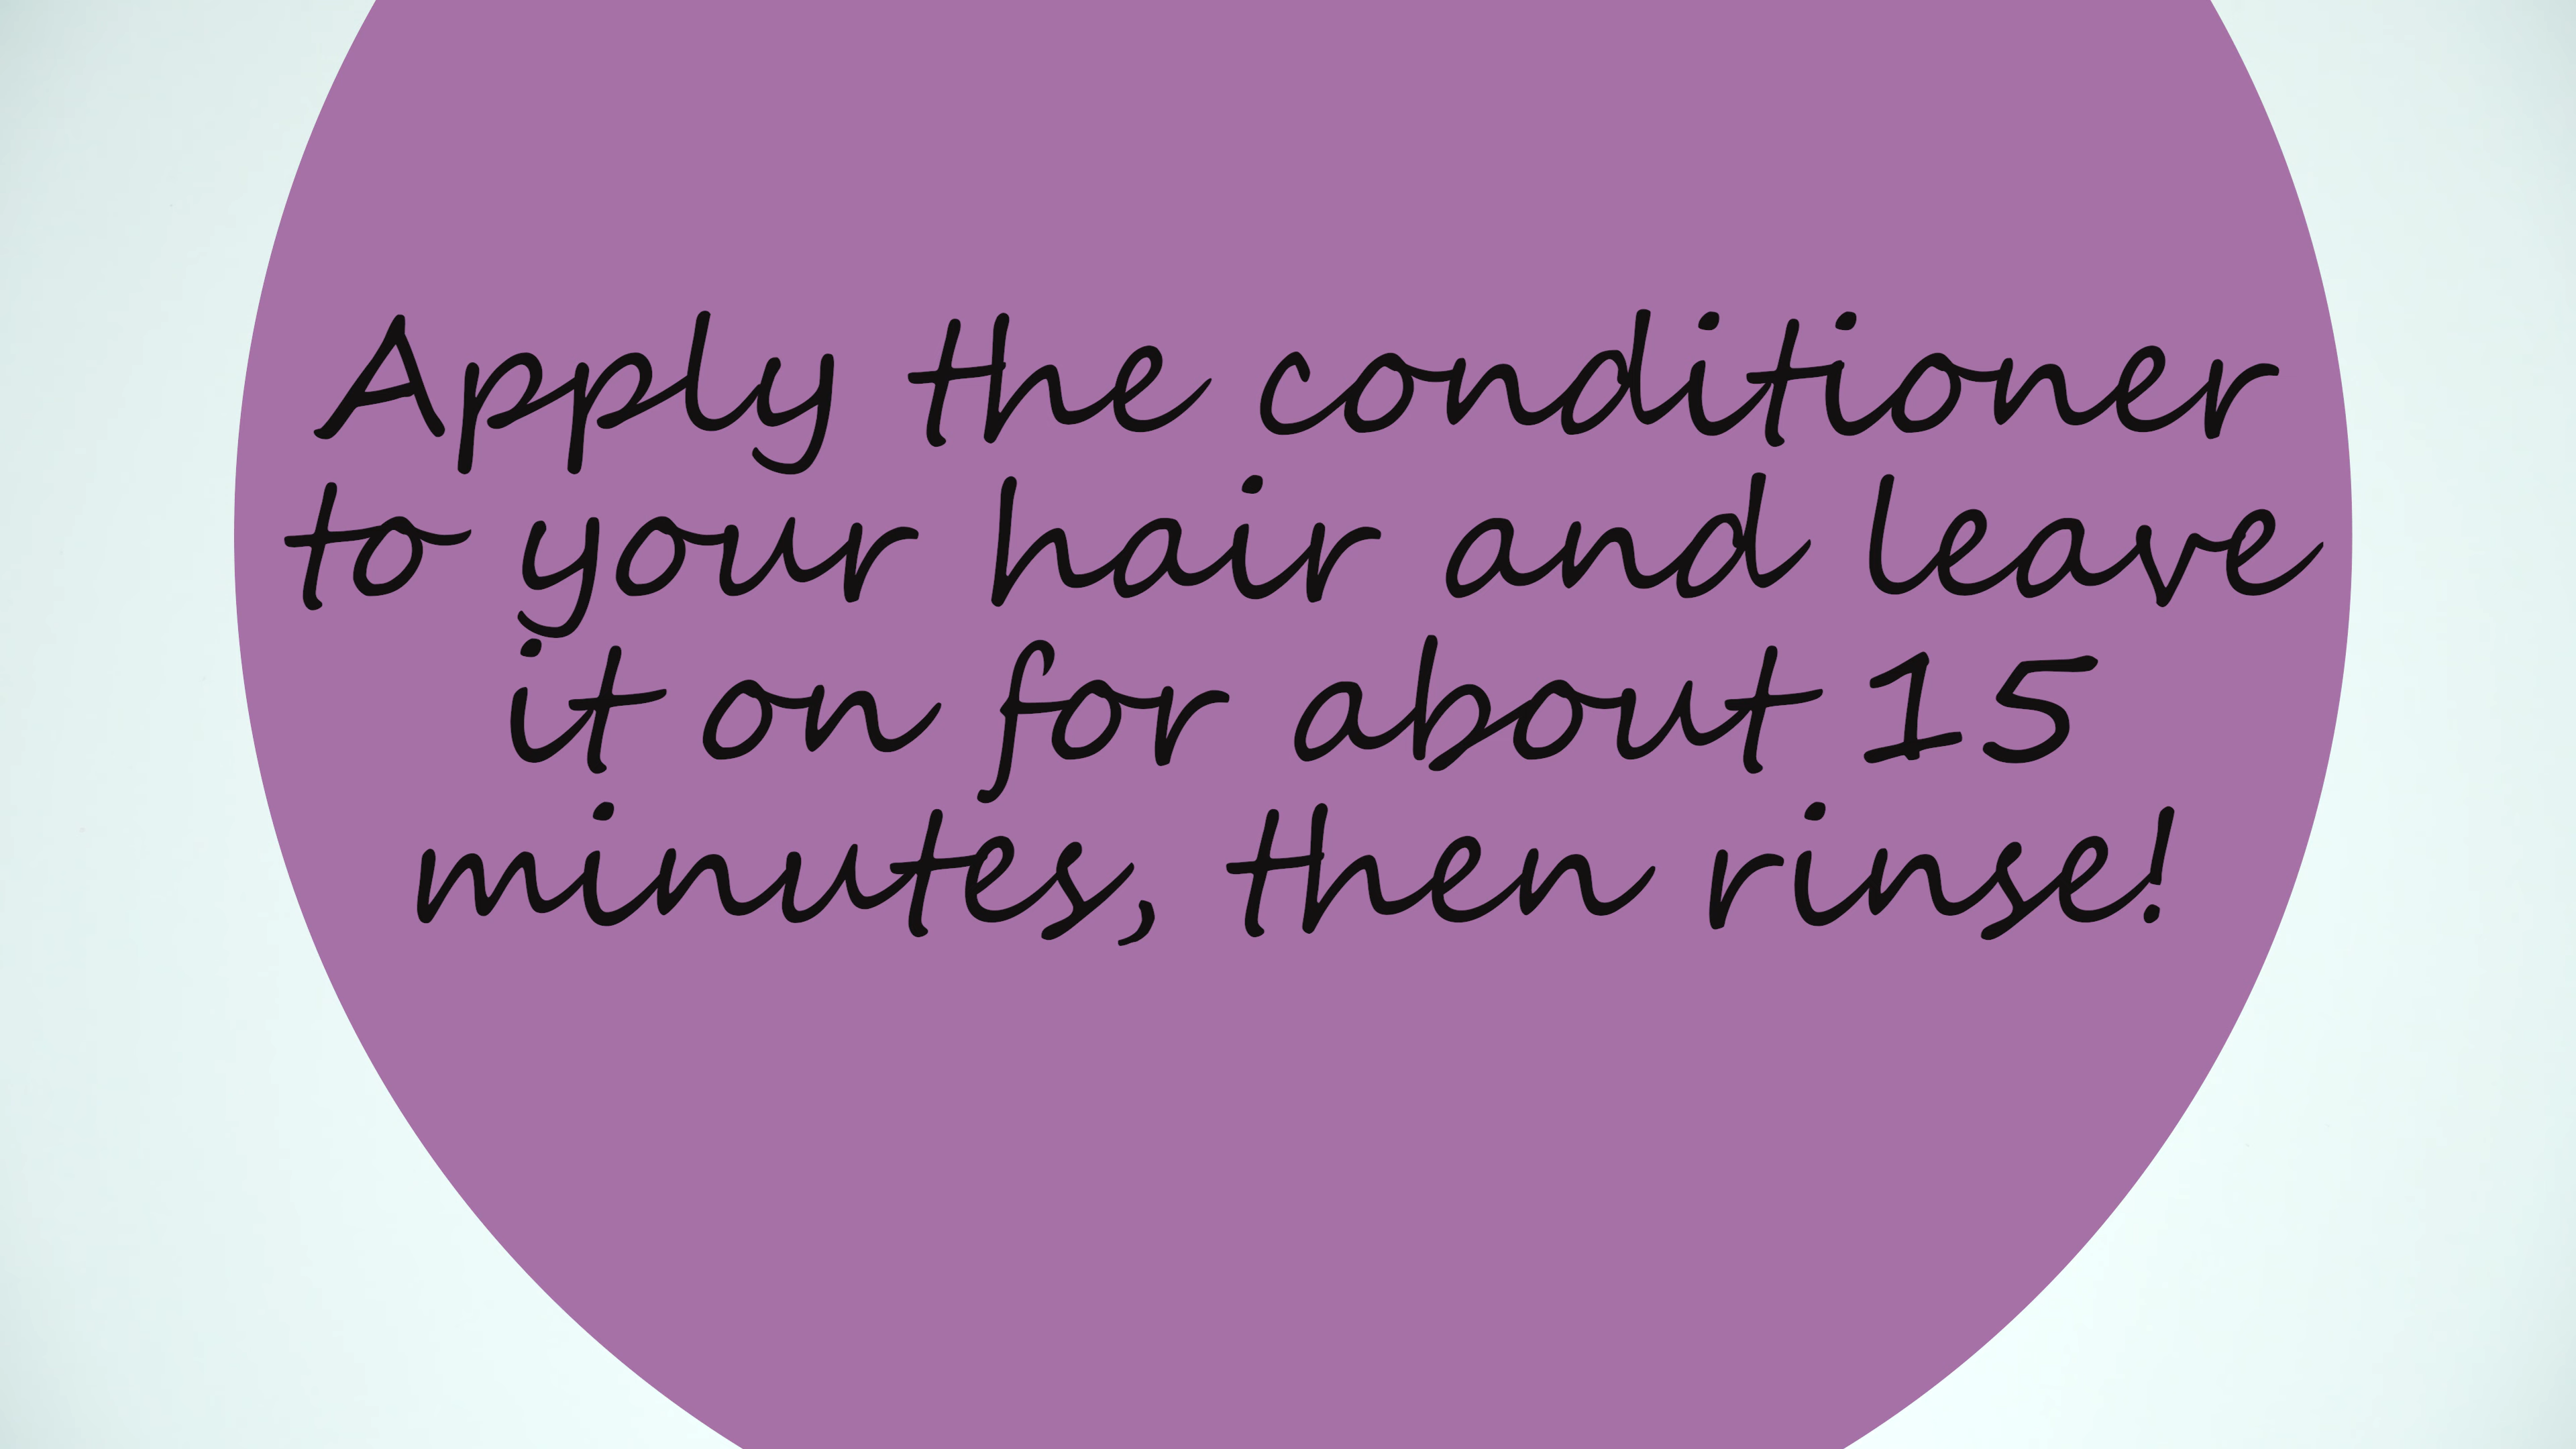 Apply the conditioner
to your hair and leave
it on for about 15
minutes, then rinse!